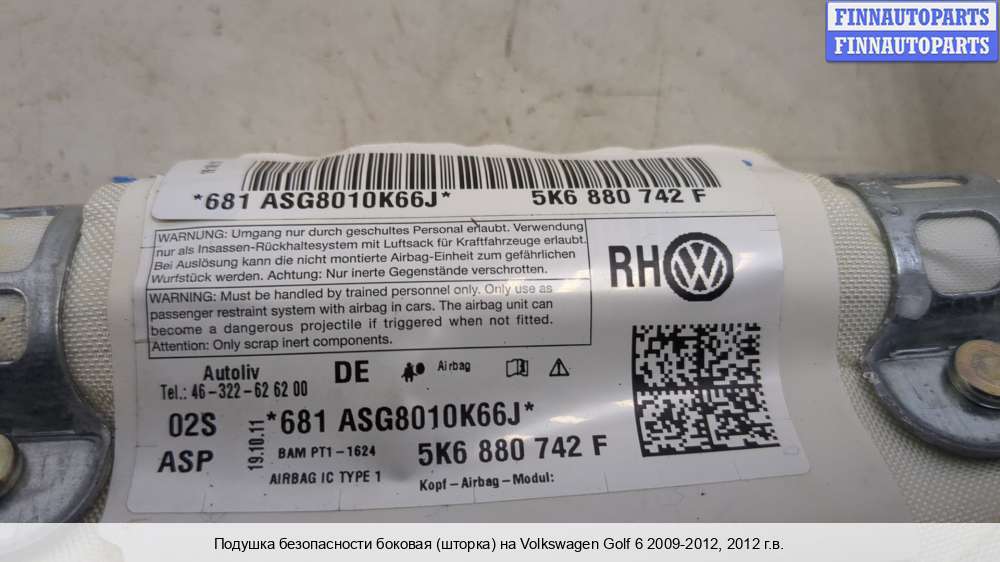 FINNAUTOPARTS
FINNAUTOPARTS
*681 ASG8010K66J*
5K6 880 742 F
WARNUNG: Umgang nur durch geschultes Personal erlaubt. Verwendung
nur als Insassen-Rückhaltesystem mit Luftsack für Kraftfahrzeuge erlaubt.
Bei Auslösung kann die nicht montierte Airbag-Einheit zum gefährlichen
Wurfstück werden. Achtung: Nur inerte Gegenstände verschrotten.
WARNING: Must be handled by trained personnel only. Only use as
passenger restraint system with airbag in cars. The airbag unit can
become a dangerous projectile if triggered when not fitted.
Attention: Only scrap inert components.
RH
Autoliv
Tel.: 46-322-62 62 00
DE
Airbag
02S
ASP
19.10.11
*681 ASG8010K66J*
BAM PT1-1624
5K6 880 742 F
AIRBAG IC TYPE 1
Kopf-Airbag-Modul:
Подушка безопасности боковая (шторка) на Volkswagen Golf 6 2009-2012, 2012 г.в.